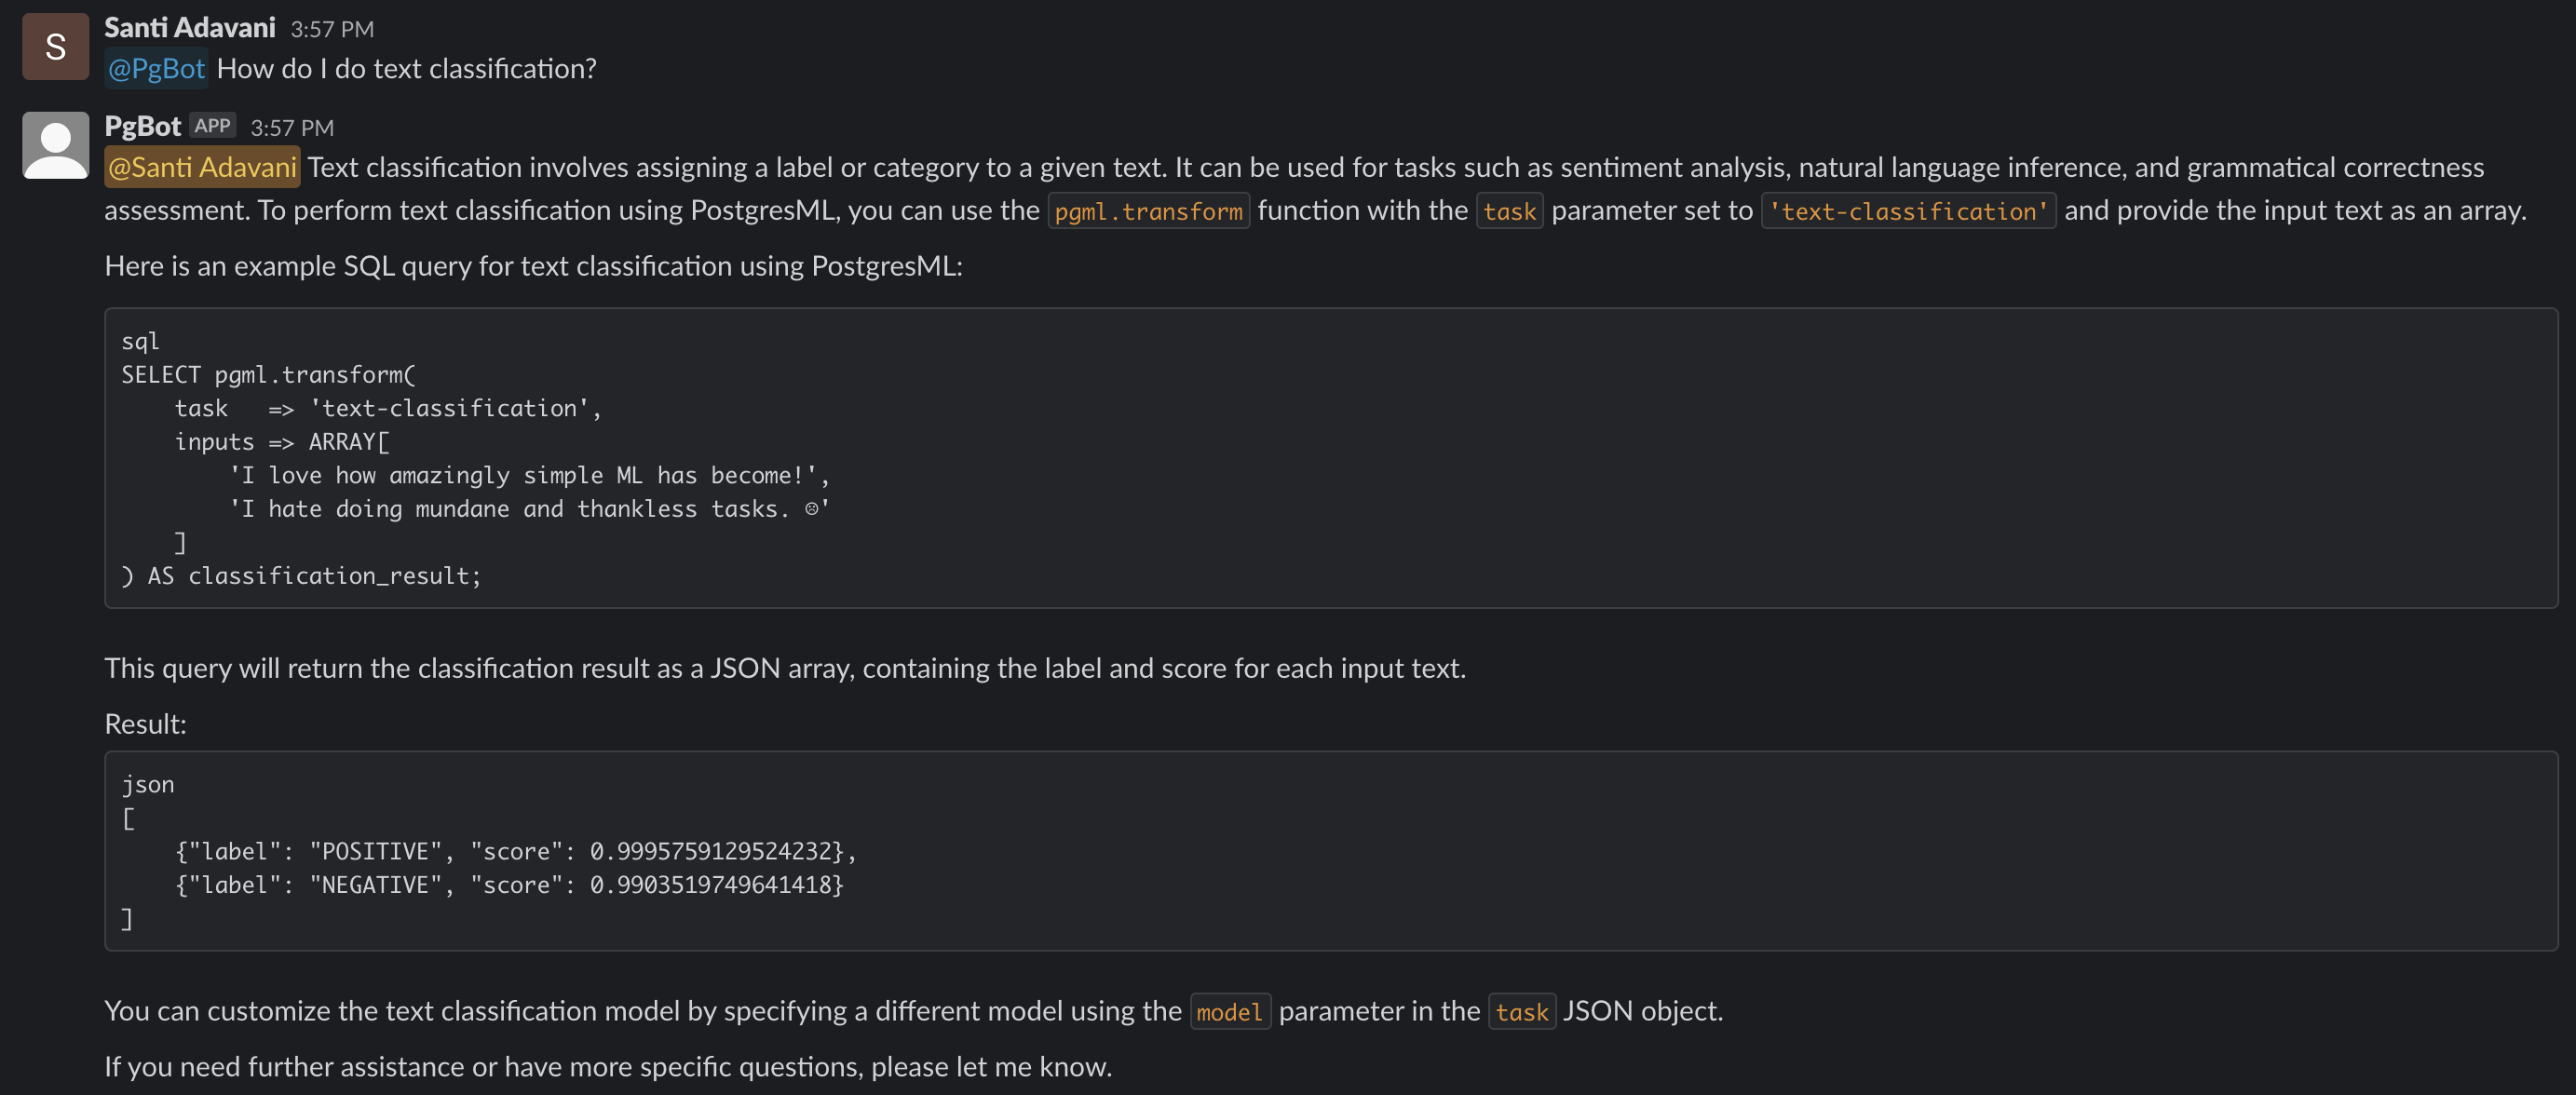 S
Santi Adavani 3:57 PM
@PgBot How do I do text classification?
PgBot APP 3:57 PM
@Santi Adavani Text classification involves assigning a label or category to a given text. It can be used for tasks such as sentiment analysis, natural language inference, and grammatical correctness
assessment. To perform text classification using PostgresML, you can use the pgml.transform function with the task parameter set to 'text-classification' and provide the input text as an array.
Here is an example SQL query for text classification using PostgresML:
sql
SELECT pgml.transform(
    task   => 'text-classification',
    inputs => ARRAY[
        'I love how amazingly simple ML has become!',
        'I hate doing mundane and thankless tasks. ☹'
    ]
) AS classification_result;
This query will return the classification result as a JSON array, containing the label and score for each input text.
Result:
json
[
    {"label": "POSITIVE", "score": 0.9995759129524232},
    {"label": "NEGATIVE", "score": 0.9903519749641418}
]
You can customize the text classification model by specifying a different model using the model parameter in the task JSON object.
If you need further assistance or have more specific questions, please let me know.